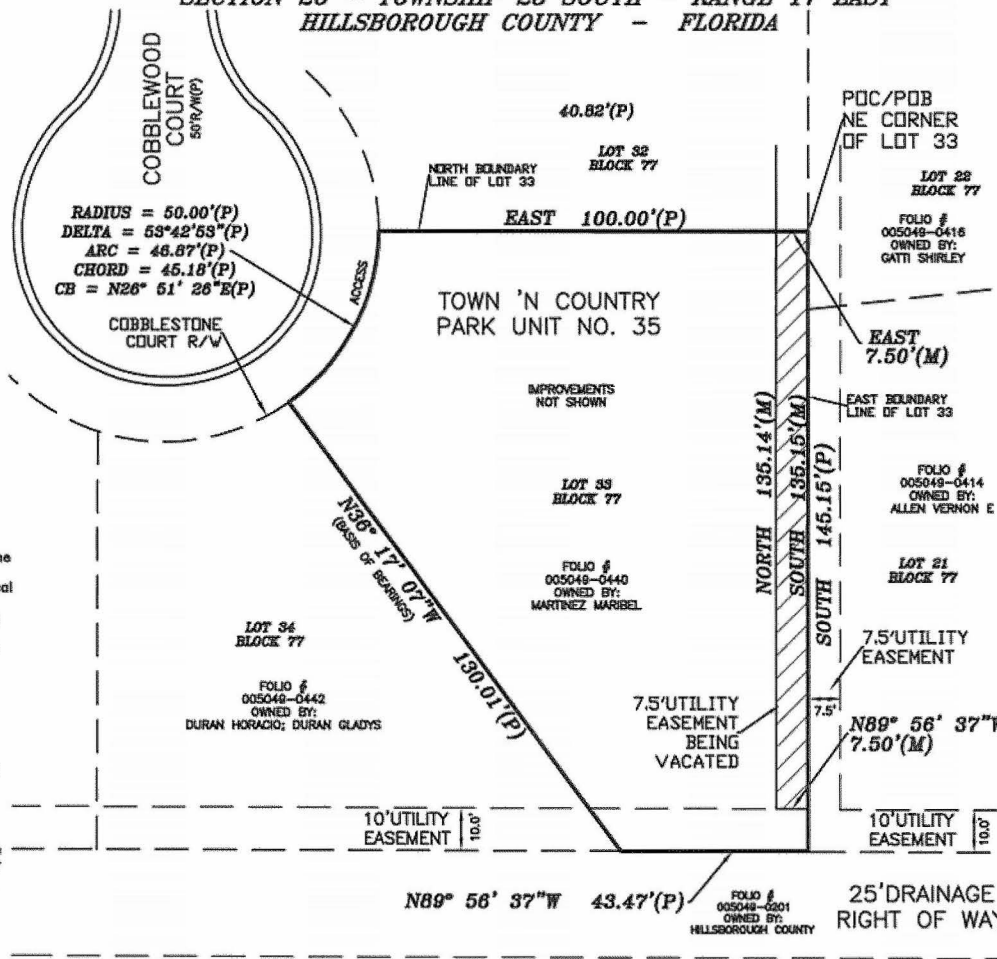 HILLSBOROUGH COUNTY - FLORIDA
COBBLEWOOD
COURT
50'R/W(P)
RADIUS = 50.00'(P)
DELTA = 53°42'53"(P)
ARC = 46.87'(P)
CHORD = 45.18'(P)
CB = N26° 51' 26"E(P)
COBBLESTONE
COURT R/W
ACCESS
40.82'(P)
LOT 32
BLOCK 77
NORTH BOUNDARY
LINE OF LOT 33
EAST 100.00'(P)
POC/POB
NE CORNER
OF LOT 33
LOT 22
BLOCK 77
FOLIO #
005049-0416
OWNED BY:
GATTI SHIRLEY
TOWN 'N COUNTRY
PARK UNIT NO. 35
EAST
7.50'(M)
IMPROVEMENTS
NOT SHOWN
EAST BOUNDARY
LINE OF LOT 33
NORTH 135.14'(M)
SOUTH 135.15'(M)
SOUTH 145.15'(P)
FOLIO #
005049-0414
OWNED BY:
ALLEN VERNON E
LOT 33
BLOCK 77
N36° 17' 07"W
(BASIS OF BEARINGS)
130.01'(P)
FOLIO #
005049-0440
OWNED BY:
MARTINEZ MARIBEL
LOT 21
BLOCK 77
LOT 34
BLOCK 77
FOLIO #
005049-0442
OWNED BY:
DURAN HORACIO; DURAN GLADYS
7.5'UTILITY
EASEMENT
7.5'
7.5'UTILITY
EASEMENT
BEING
VACATED
N89° 56' 37"W
7.50'(M)
10'UTILITY
EASEMENT
10.0'
10'UTILITY
EASEMENT
10.0'
N89° 56' 37"W 43.47'(P)
FOLIO #
005049-0201
OWNED BY:
HILLSBOROUGH COUNTY
25'DRAINAGE
RIGHT OF WAY